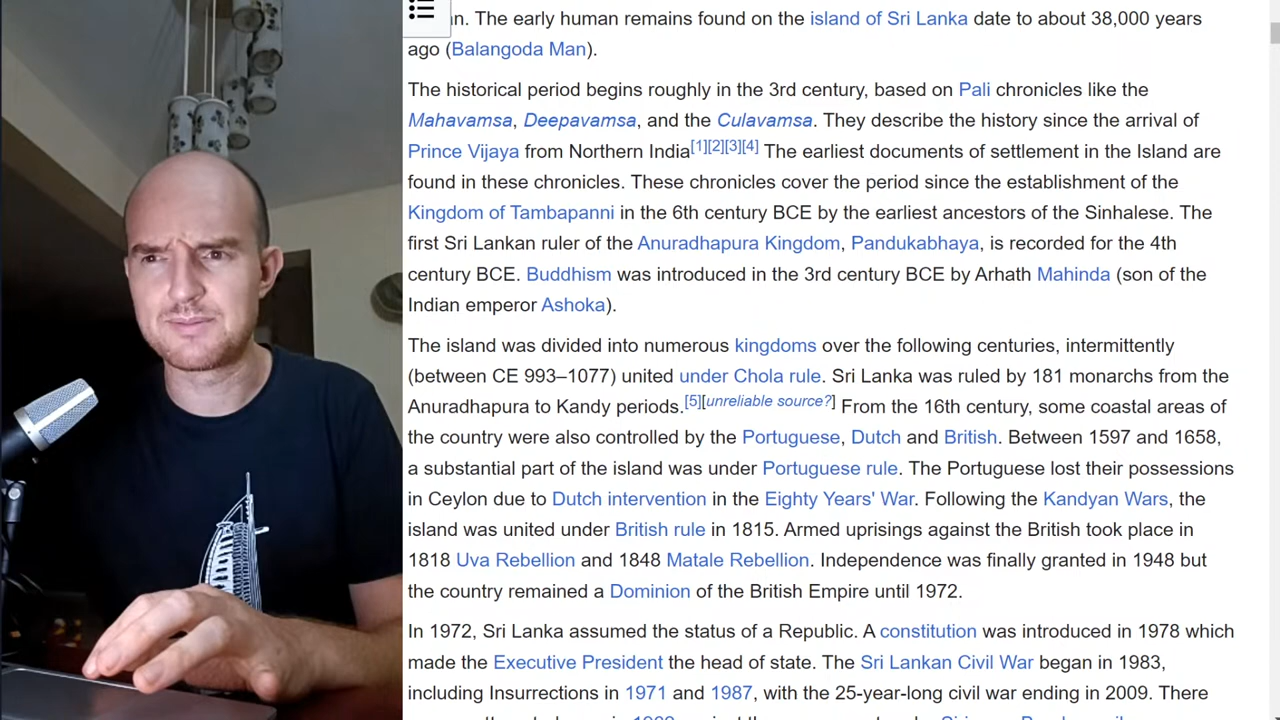 n. The early human remains found on the island of Sri Lanka date to about 38,000 years
ago (Balangoda Man).
The historical period begins roughly in the 3rd century, based on Pali chronicles like the
Mahavamsa, Deepavamsa, and the Culavamsa. They describe the history since the arrival of
Prince Vijaya from Northern India[1][2][3][4] The earliest documents of settlement in the Island are
found in these chronicles. These chronicles cover the period since the establishment of the
Kingdom of Tambapanni in the 6th century BCE by the earliest ancestors of the Sinhalese. The
first Sri Lankan ruler of the Anuradhapura Kingdom, Pandukabhaya, is recorded for the 4th
century BCE. Buddhism was introduced in the 3rd century BCE by Arhath Mahinda (son of the
Indian emperor Ashoka).
The island was divided into numerous kingdoms over the following centuries, intermittently
(between CE 993–1077) united under Chola rule. Sri Lanka was ruled by 181 monarchs from the
Anuradhapura to Kandy periods.[5][unreliable source?] From the 16th century, some coastal areas of
the country were also controlled by the Portuguese, Dutch and British. Between 1597 and 1658,
a substantial part of the island was under Portuguese rule. The Portuguese lost their possessions
in Ceylon due to Dutch intervention in the Eighty Years' War. Following the Kandyan Wars, the
island was united under British rule in 1815. Armed uprisings against the British took place in
1818 Uva Rebellion and 1848 Matale Rebellion. Independence was finally granted in 1948 but
the country remained a Dominion of the British Empire until 1972.
In 1972, Sri Lanka assumed the status of a Republic. A constitution was introduced in 1978 which
made the Executive President the head of state. The Sri Lankan Civil War began in 1983,
including Insurrections in 1971 and 1987, with the 25-year-long civil war ending in 2009. There